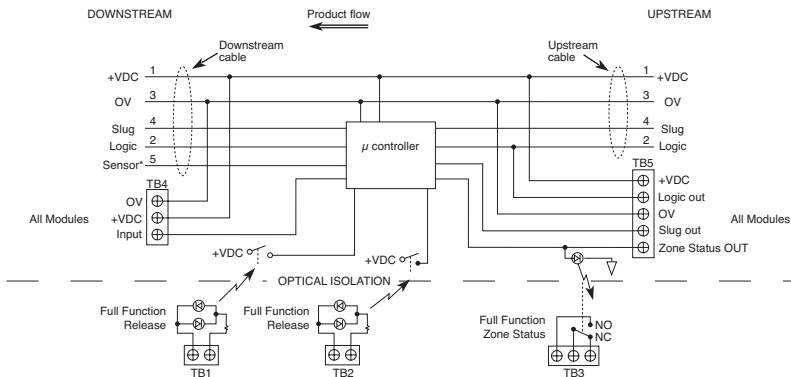 DOWNSTREAM
Product flow
UPSTREAM
Downstream
cable
Upstream
cable
+VDC 1
1 +VDC
OV 3
3 OV
Slug 4
4 Slug
Logic 2
2 Logic
Sensor* 5
µ controller
TB4
OV
+VDC
Input
All Modules
TB5
+VDC
Logic out
OV
Slug out
Zone Status OUT
All Modules
+VDC
+VDC
OPTICAL ISOLATION
Full Function
Release
TB1
Full Function
Release
TB2
Full Function
Zone Status
NO
NC
TB3